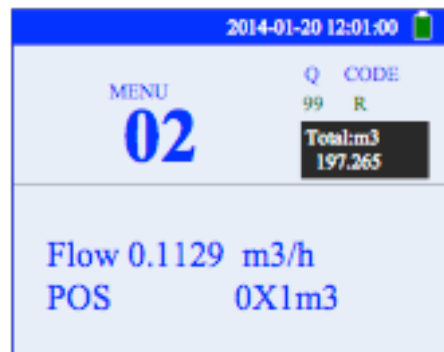 2014-01-20 12:01:00
MENU
02
Q CODE
99 R
Total:m3
197.265
Flow 0.1129 m3/h
POS 0X1m3